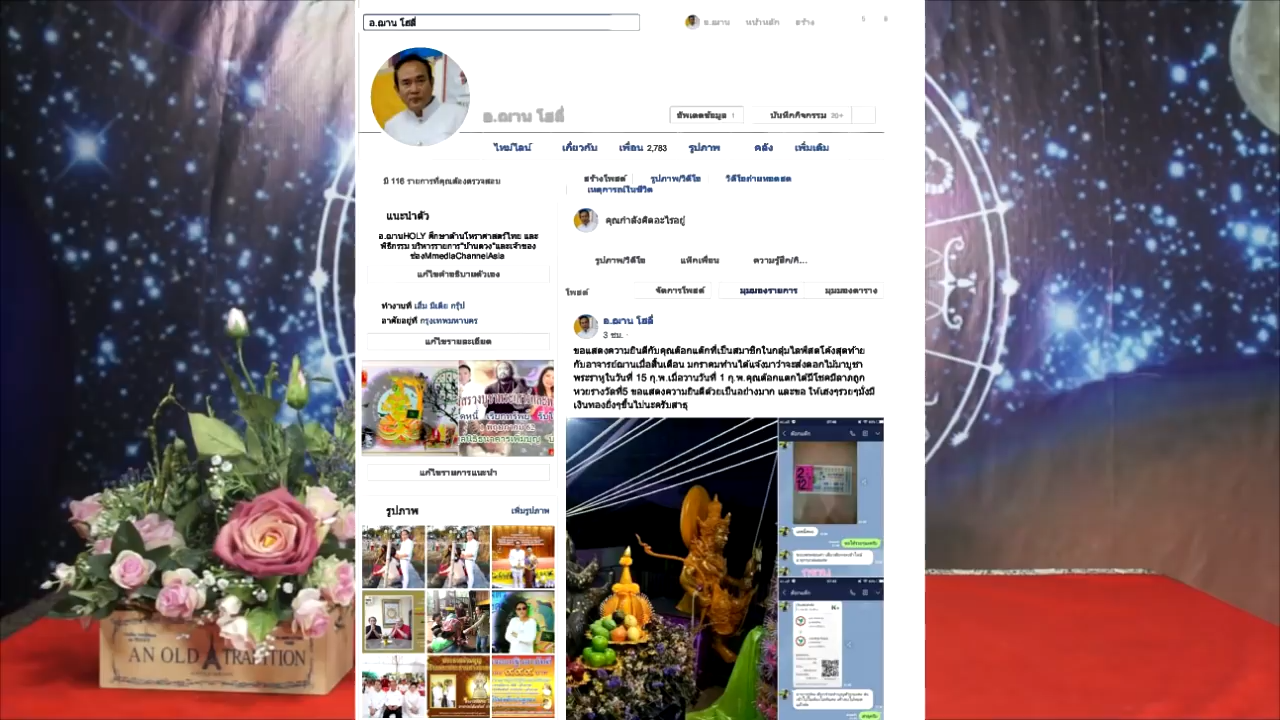 อ.ฌาน โฮลี่
อ.ฌาน หน้าหลัก สร้าง
อ.ฌาน โฮลี่
อัพเดตข้อมูล 1 บันทึกกิจกรรม 20+
ไทม์ไลน์ เกี่ยวกับ เพื่อน 2,783 รูปภาพ คลัง เพิ่มเติม
มี 116 รายการที่คุณต้องตรวจสอบ
แนะนำตัว
อ.ฌานHOLY ศึกษาด้านโหราศาสตร์ไทย และ
พิธีกรรม บริหารรายการ"บ้านดวง"และเจ้าของ
ช่องMmediaChannelAsia
แก้ไขคำอธิบายตัวเอง
ทำงานที่ เอ็ม มีเดีย กรุ๊ป
อาศัยอยู่ที่ กรุงเทพมหานคร
แก้ไขรายละเอียด
แก้ไขรายการแนะนำ
รูปภาพ เพิ่มรูปภาพ
สร้างโพสต์ รูปภาพ/วิดีโอ วิดีโอถ่ายทอดสด
เหตุการณ์ในชีวิต
คุณกำลังคิดอะไรอยู่
รูปภาพ/วิดีโอ แท็กเพื่อน ความรู้สึก/กิ...
โพสต์ จัดการโพสต์ มุมมองรายการ มุมมองตาราง
อ.ฌาน โฮลี่
3 ชม.
ขอแสดงความยินดีกับคุณต๊อกแต๊กที่เป็นสมาชิกในกลุ่มไลฟ์สดโค้งสุดท้าย
กับอาจารย์ฌานเมื่อสิ้นเดือน มกราคมท่านได้แจ้งมาว่าจะส่งดอกไม้มาบูชา
พระราหูในวันที่ 15 ก.พ.เมื่อวานวันที่ 1 ก.พ.คุณต๊อกแตกได้มีโชคมีลาภถูก
หวยรางวัลที่5 ขอแสดงความยินดีด้วยเป็นอย่างมาก และขอ ให้เฮงๆรวยๆมั่งมี
เงินทองยิ่งๆขึ้นไปนะครับสาธุ
AN OLD TRADITION